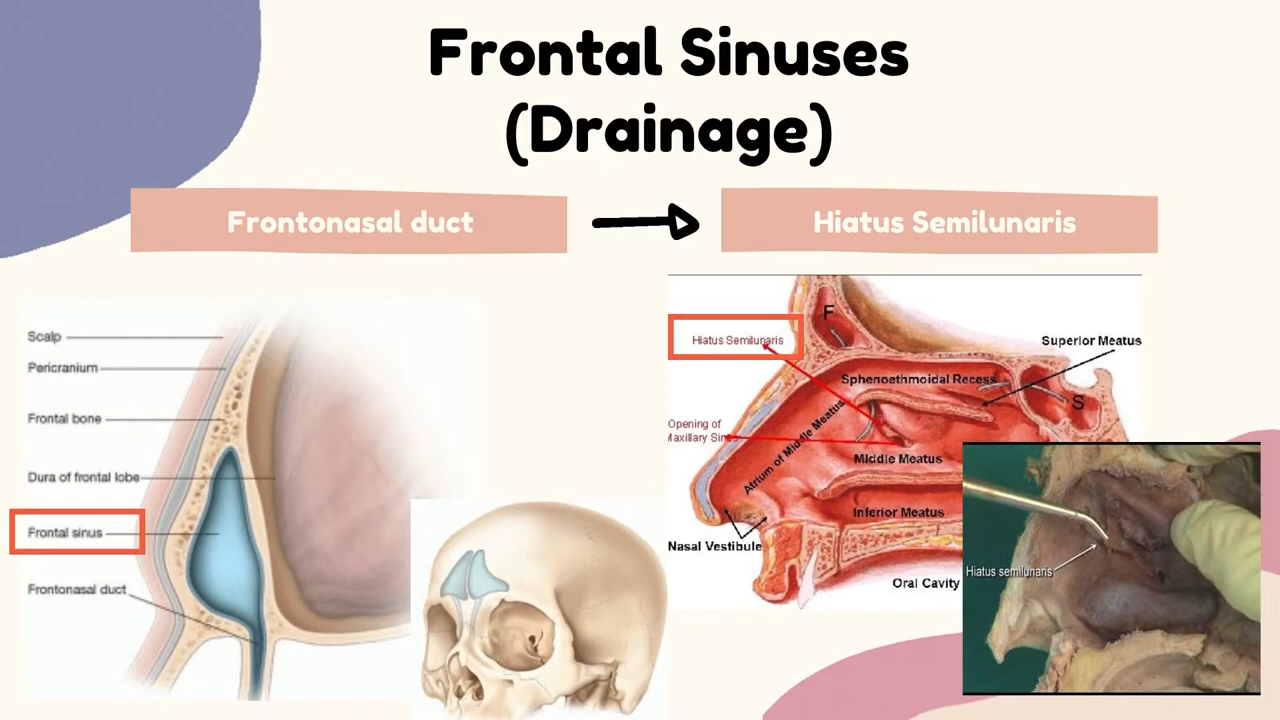 Frontal Sinuses
(Drainage)
Frontonasal duct
Hiatus Semilunaris
Scalp
Pericranium
Frontal bone
Dura of frontal lobe
Frontal sinus
Frontonasal duct
F
Hiatus Semilunaris
Superior Meatus
Sphenoethmoidal Recess
S
Opening of
Maxillary Sinus
Atrium of Middle Meatus
Middle Meatus
Inferior Meatus
Nasal Vestibule
Oral Cavity
Hiatus semilunaris